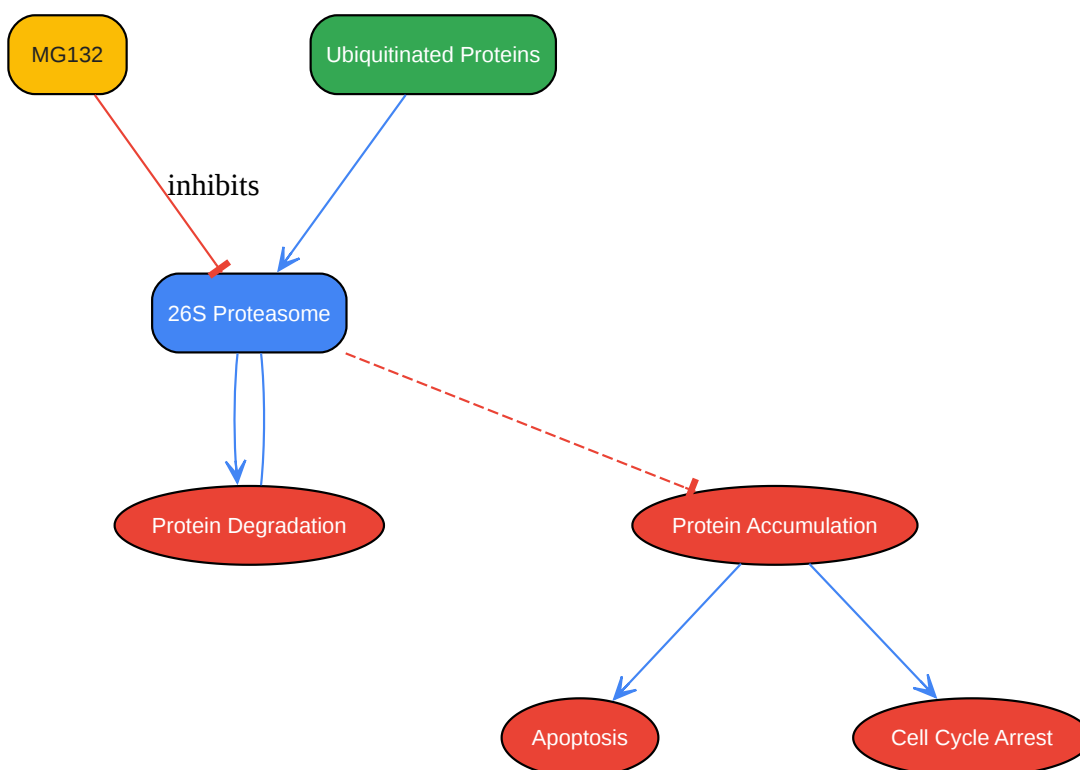 MG132
Ubiquitinated Proteins
inhibits
26S Proteasome
Protein Degradation
Protein Accumulation
Apoptosis
Cell Cycle Arrest